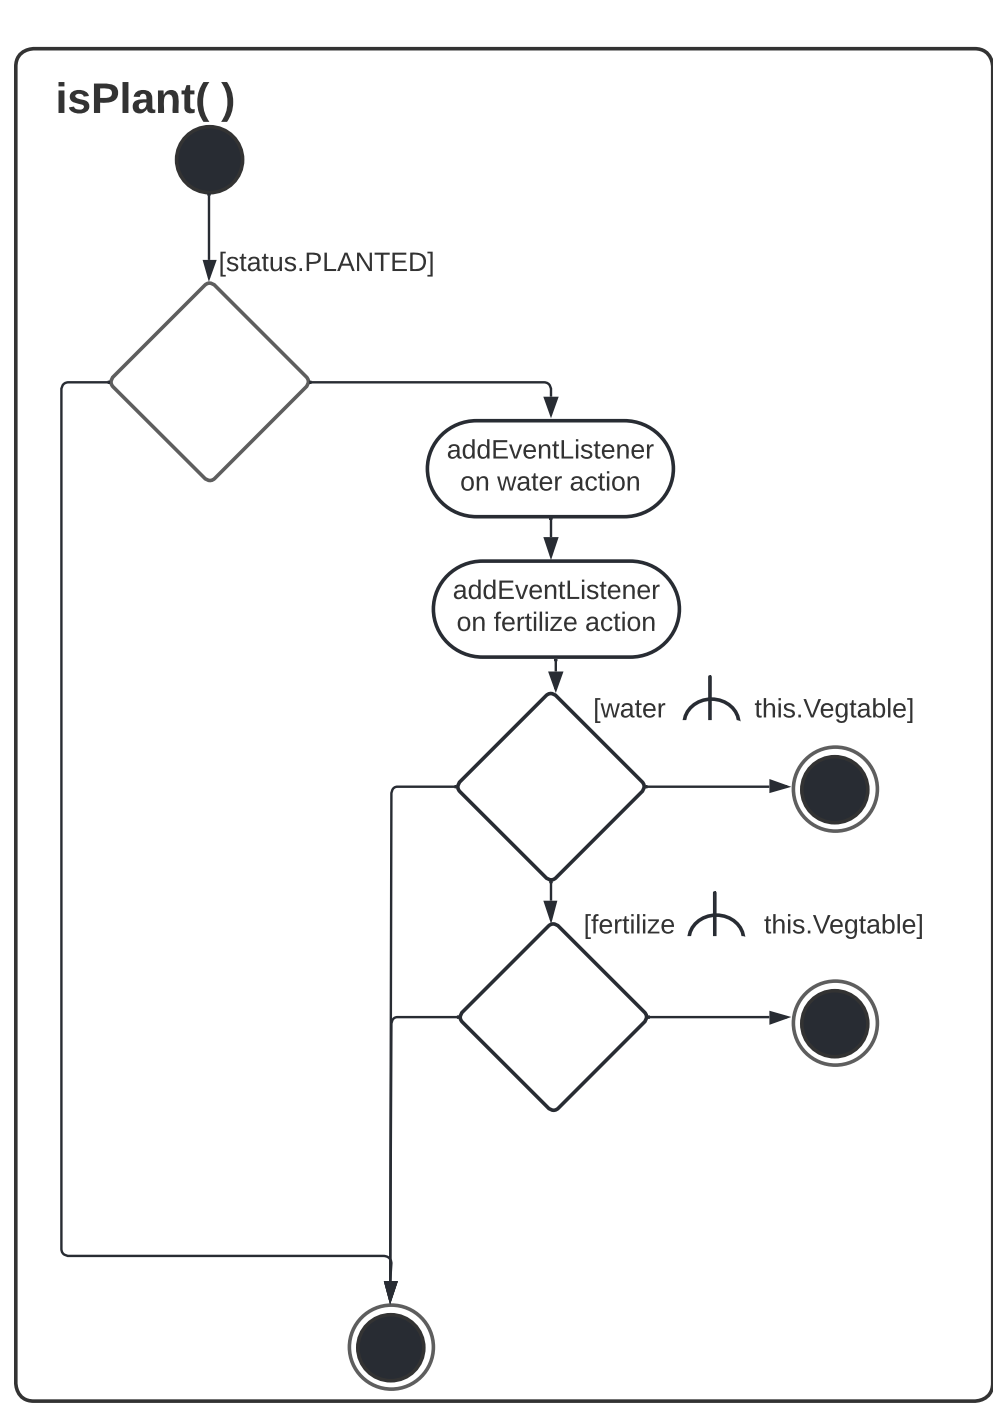 isPlant( )
[status.PLANTED]
addEventListener
on water action
addEventListener
on fertilize action
[water this.Vegtable]
[fertilize this.Vegtable]